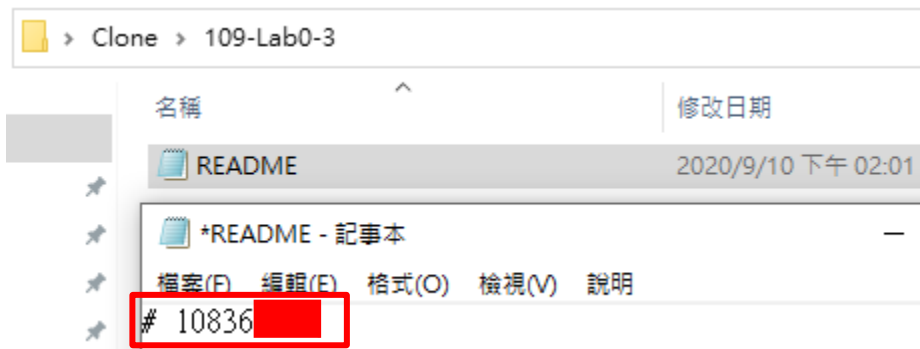 Clone > 109-Lab0-3
名稱 修改日期
README 2020/9/10 下午 02:01
*README - 記事本
檔案(F) 編輯(E) 格式(O) 檢視(V) 說明
# 10836